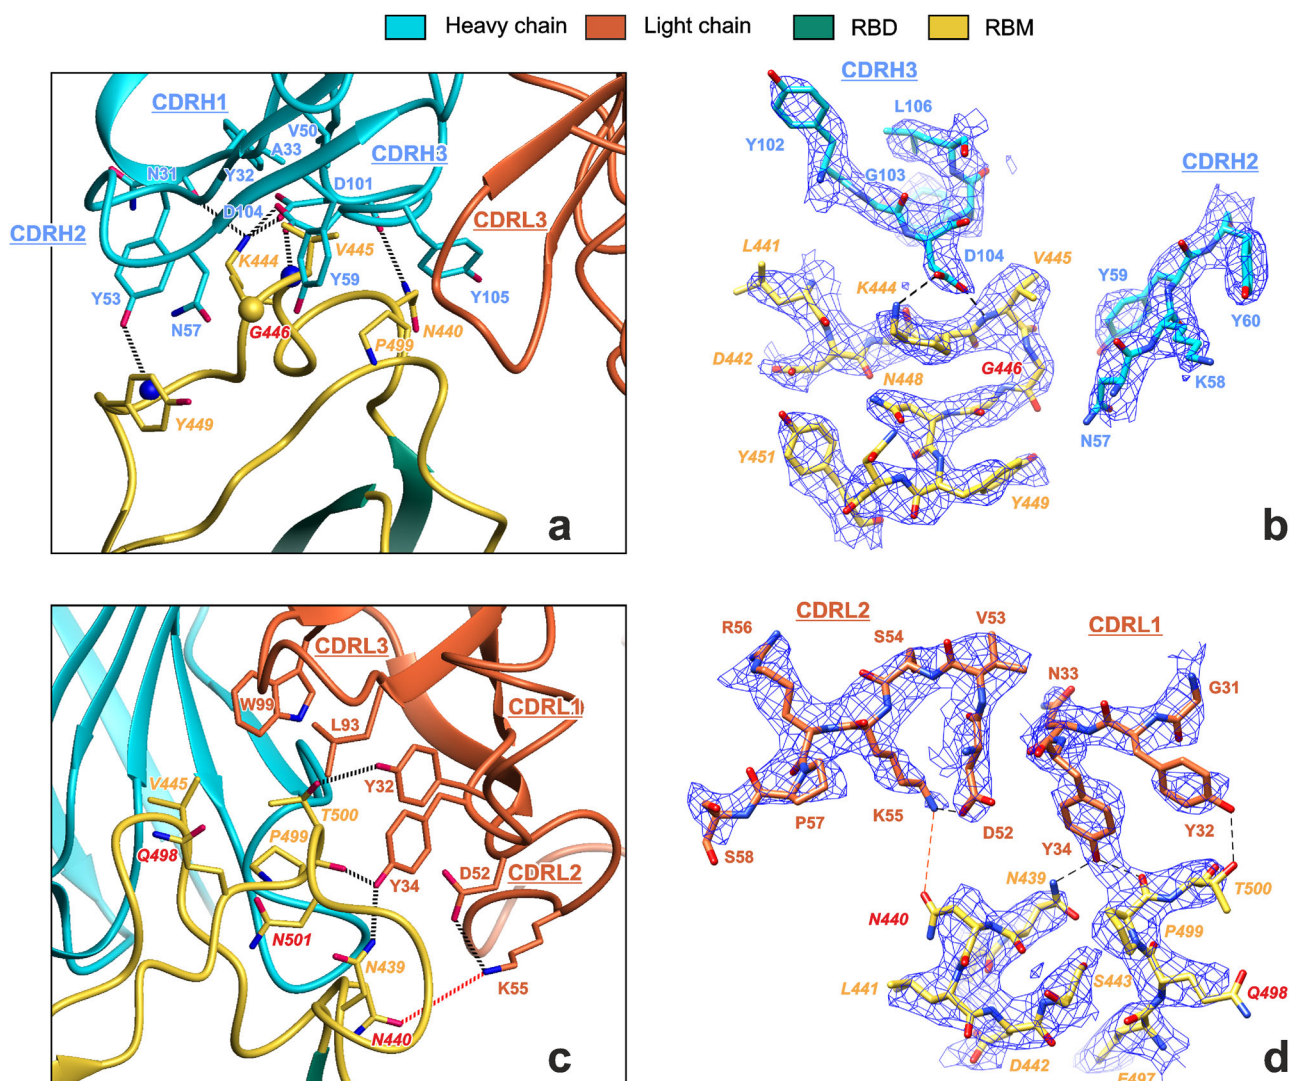 Heavy chain Light chain RBD RBM
CDRH1
V50
A33
CDRH3
N31
Y32
D101
D104
CDRH2
CDRL3
V445
K444
Y59
Y105
Y53
N57
G446
N440
P499
Y449
a
CDRH3
L106
Y102
CDRH2
G103
L441
D104
V445
K444
Y59
Y60
D442
N448
G446
K58
N57
Y451
Y449
b
CDRL3
W99
L93
CDRL1
V445
Y32
T500
P499
Q498
Y34
D52
CDRL2
N501
N439
K55
N440
c
CDRL2
V53
CDRL1
R56
S54
N33
G31
P57
K55
D52
Y32
S58
Y34
N439
T500
N440
P499
L441
S443
Q498
D442
F497
d